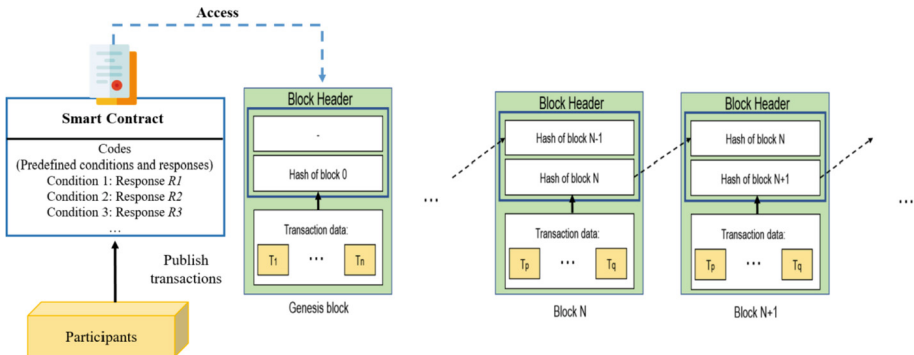 Access
Smart Contract
Codes
(Predefined conditions and responses)
Condition 1: Response R1
Condition 2: Response R2
Condition 3: Response R3
...
Publish
transactions
Participants
Block Header
-
Hash of block 0
Transaction data:
T1 ... Tn
Genesis block
...
Block Header
Hash of block N-1
Hash of block N
Transaction data:
Tp ... Tq
Block N
Block Header
Hash of block N
Hash of block N+1
Transaction data:
Tp ... Tq
Block N+1
...